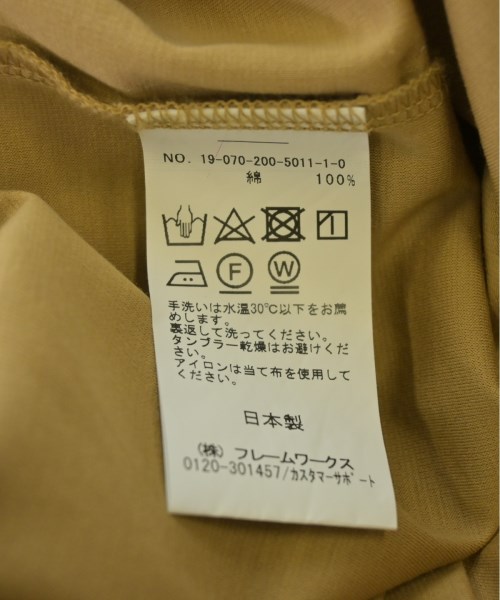 NO. 19-070-200-5011-1-0
綿 100%
F W
手洗いは水温30℃以下をお薦
めします。
裏返して洗ってください。
タンブラー乾燥はお避けくだ
さい。
アイロンは当て布を使用して
ください。
日本製
(株) フレームワークス
0120-301457/カスタマーサポート